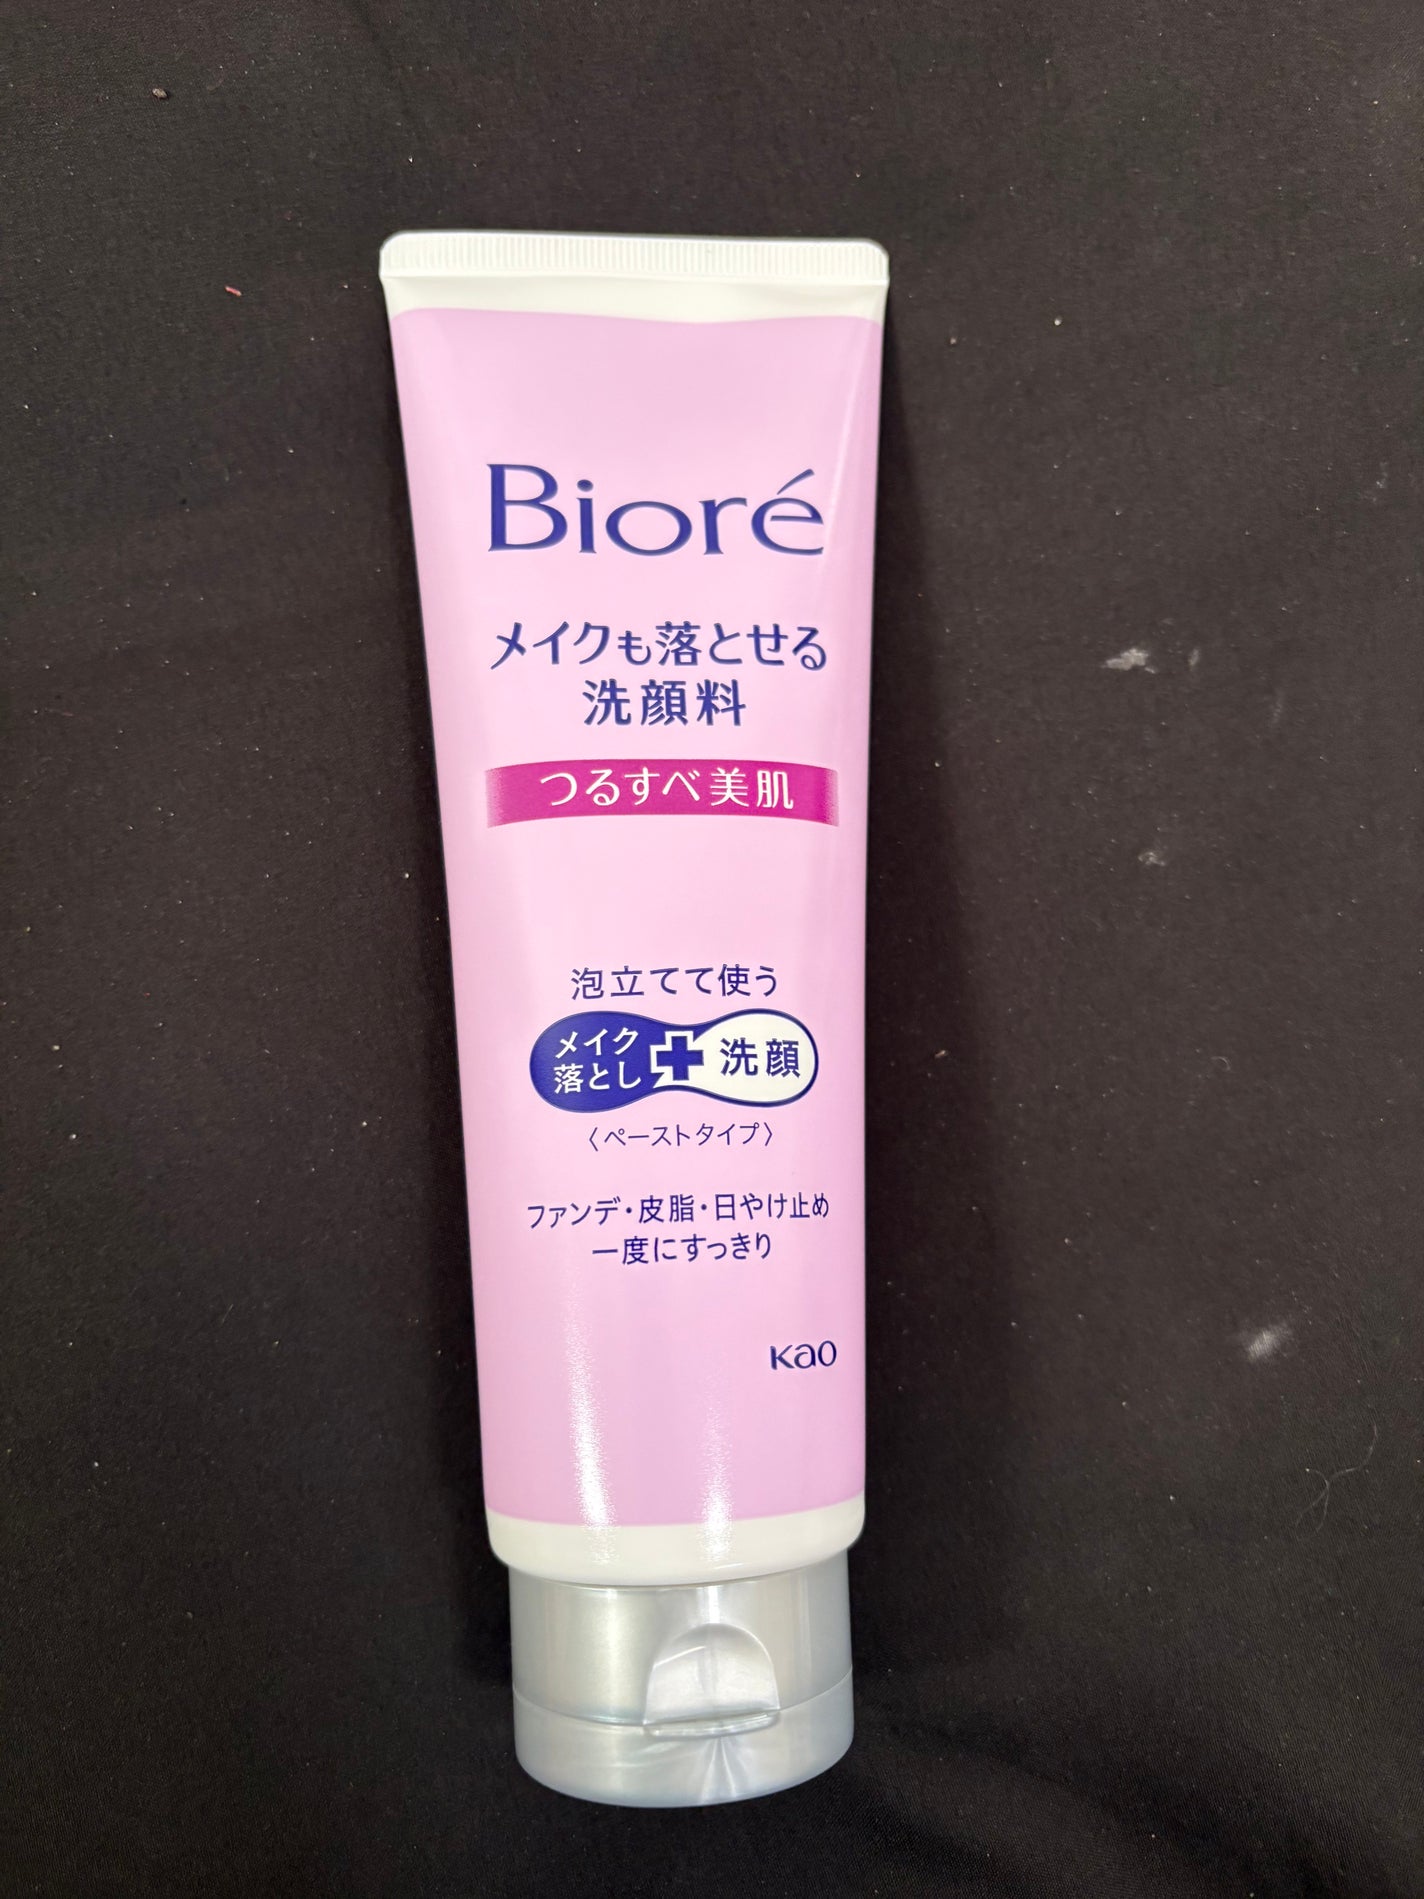 Bioré
メイクも落とせる
洗顔料
つるすべ美肌
泡立てて使う
メイク
落とし
洗顔
〈ペーストタイプ〉
ファンデ・皮脂・日やけ止め
一度にすっきり
Kao